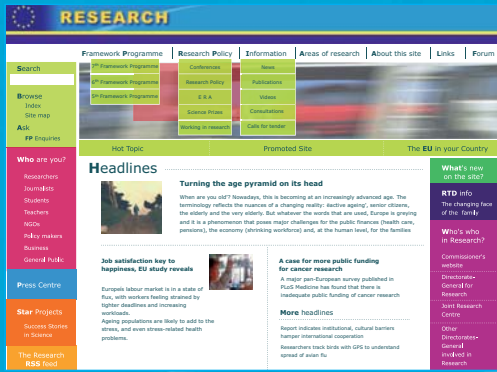 RESEARCH
Framework Programme
Research Policy
Information
Areas of research
About this site
Links
Forum
7th Framework Programme
6th Framework Programme
5th Framework Programme
Conferences
Research Policy
E R A
Science Prizes
Working in research
News
Publications
Videos
Consultations
Calls for tender
Search
Browse
Index
Site map
Ask
FP Enquiries
Hot Topic
Promoted Site
The EU in your Country
Who are you?
Researchers
Journalists
Students
Teachers
NGOs
Policy makers
Business
General Public
Press Centre
Star Projects
Success Stories
in Science
The Research
RSS feed
Headlines
Turning the age pyramid on its head
When are you old? Nowadays, this is becoming at an increasingly advanced age. The
terminology reflects the nuances of a changing reality: 'active ageing', senior citizens,
the elderly and the very elderly. But whatever the words that are used, Europe is greying
and it is a phenomenon that poses major challenges for the public finances (health care,
pensions), the economy (shrinking workforce) and, at the human level, for the families
Job satisfaction key to
happiness, EU study reveals
Europels labour market is in a state of
flux, with workers feeling strained by
tighter deadlines and increasing
workloads.
Ageing populations are likely to add to the
stress, and even stress-related health
problems.
A case for more public funding
for cancer research
A major pan-European survey published in
PLoS Medicine has found that there is
inadequate public funding of cancer research
More headlines
Report indicates institutional, cultural barriers
hamper international cooperation
Researchers track birds with GPS to understand
spread of avian flu
What's new
on the site?
RTD info
The changing face
of the family
Who's who
in Research?
Commissioner's
website
Directorate-
General for
Research
Joint Research
Centre
Other
Directorates-
General
involved in
Research